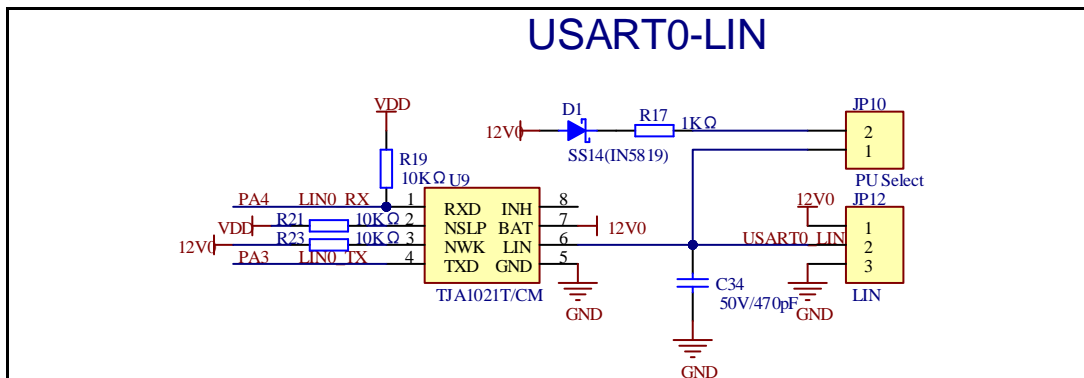 USART0-LIN
VDD
D1
R17
JP10
12V0
1KΩ
2
1
SS14(IN5819)
PU Select
R19
10KΩ
U9
PA4
LIN0_RX
1
RXD
INH
8
VDD
R21
10KΩ
2
NSLP
BAT
7
12V0
12V0
R23
10KΩ
3
NWK
LIN
6
PA3
LIN0_TX
4
TXD
GND
5
TJA1021T/CM
GND
JP12
12V0
1
USART0_LIN
2
3
GND
LIN
C34
50V/470pF
GND